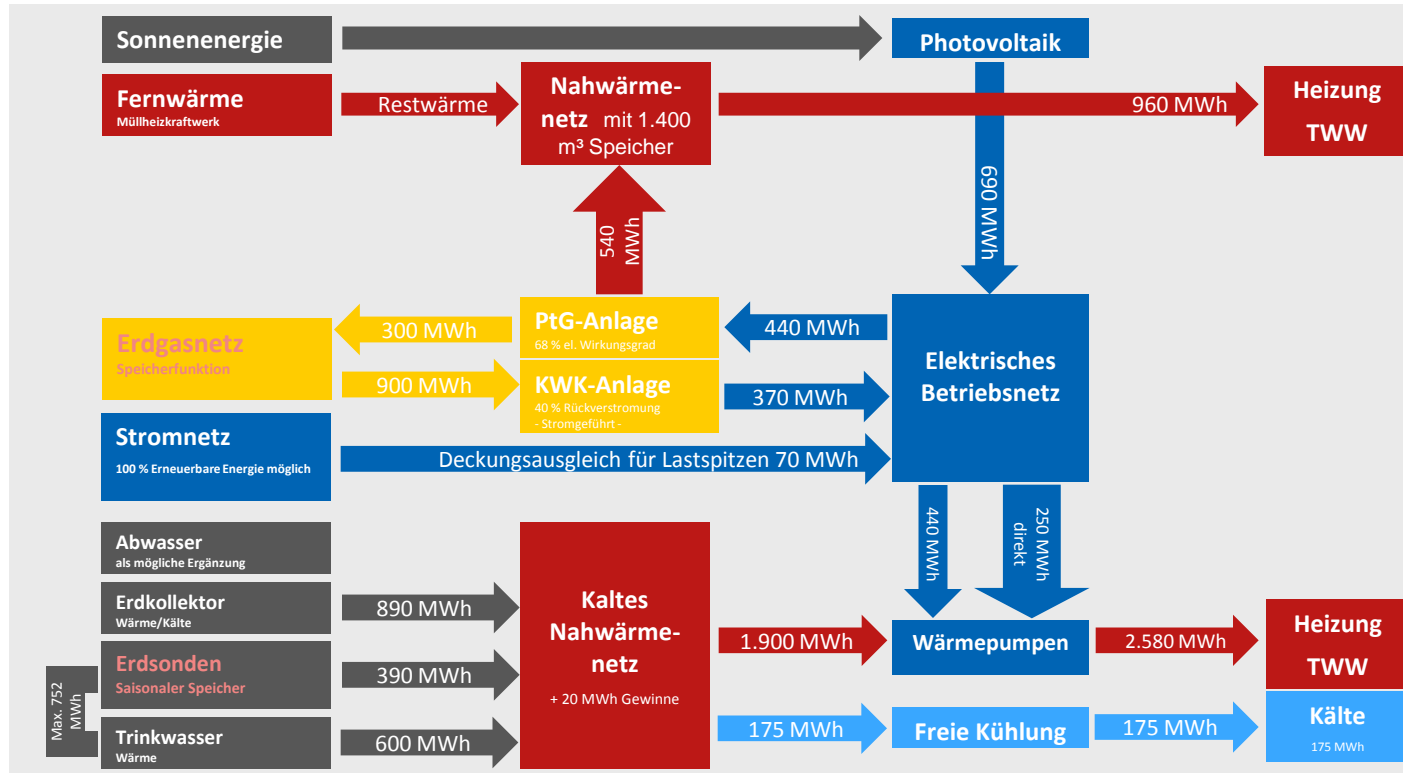 Sonnenenergie
Photovoltaik
Fernwärme
Müllheizkraftwerk
Restwärme
Nahwärme-
netz mit 1.400
m³ Speicher
960 MWh
Heizung
TWW
690 MWh
540
MWh
Erdgasnetz
Speicherfunktion
300 MWh
900 MWh
PtG-Anlage
68 % el. Wirkungsgrad
KWK-Anlage
40 % Rückverstromung
- Stromgeführt -
440 MWh
370 MWh
Elektrisches
Betriebsnetz
Stromnetz
100 % Erneuerbare Energie möglich
Deckungsausgleich für Lastspitzen 70 MWh
440 MWh
250 MWh
direkt
Abwasser
als mögliche Ergänzung
Erdkollektor
Wärme/Kälte
890 MWh
Erdsonden
Saisonaler Speicher
390 MWh
Max. 752
MWh
Trinkwasser
Wärme
600 MWh
Kaltes
Nahwärme-
netz
+ 20 MWh Gewinne
1.900 MWh
Wärmepumpen
2.580 MWh
Heizung
TWW
175 MWh
Freie Kühlung
175 MWh
Kälte
175 MWh